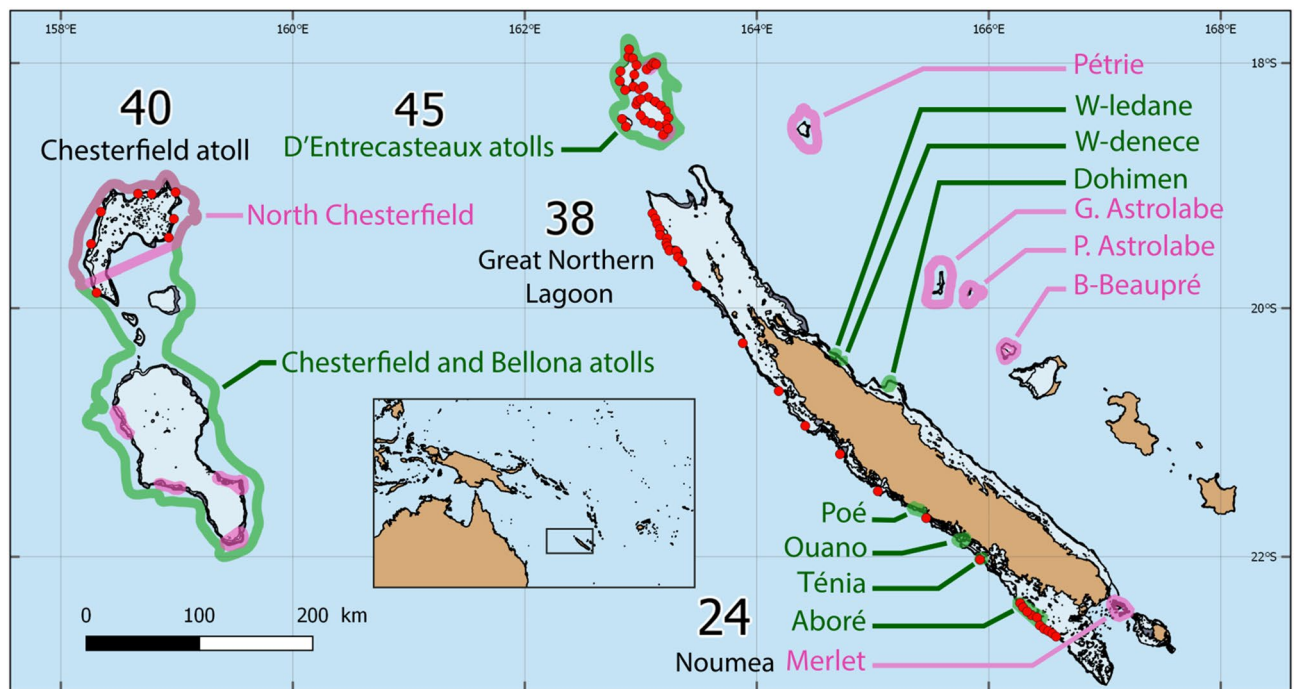 158°E 160°E 162°E 164°E 166°E 168°E
18°S
Pétrie
40
45
W-ledane
Chesterfield atoll
D'Entrecasteaux atolls
W-denece
Dohimen
North Chesterfield
38
G. Astrolabe
Great Northern
Lagoon
P. Astrolabe
B-Beaupré
20°S
Chesterfield and Bellona atolls
Poé
Ouano
22°S
Ténia
0 100 200 km
24
Aboré
Noumea
Merlet